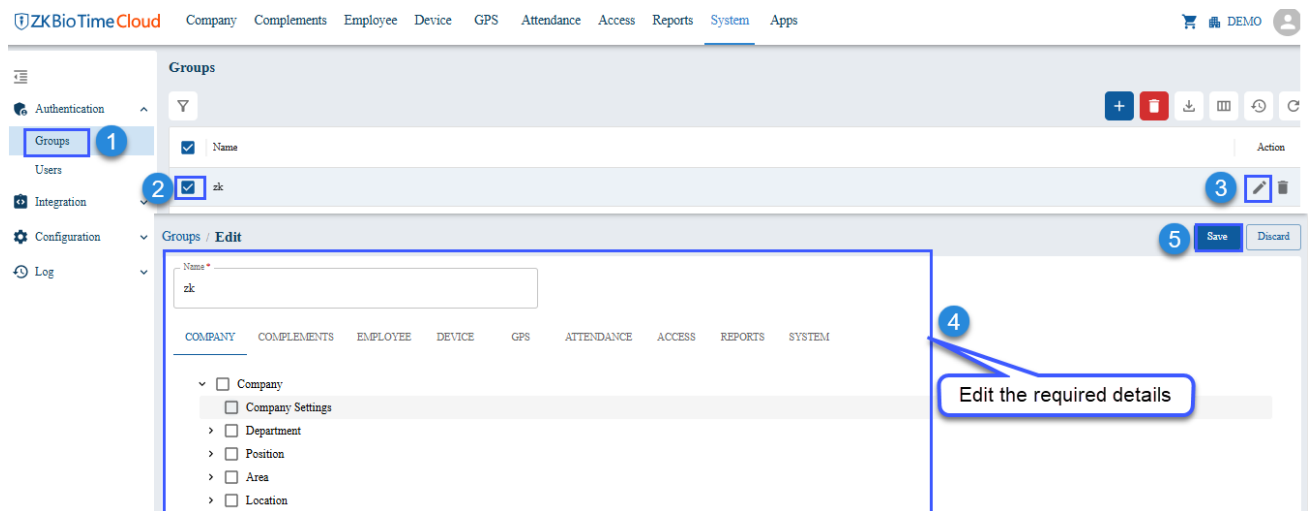 ZKBioTime Cloud Company Complements Employee Device GPS Attendance Access Reports System Apps DEMO
Groups
Authentication
Groups 1
Users
Integration
Configuration
Log
Name Action
2 zk 3
Groups / Edit 5 Save Discard
Name *
zk
COMPANY COMPLEMENTS EMPLOYEE DEVICE GPS ATTENDANCE ACCESS REPORTS SYSTEM
4
Edit the required details
Company
Company Settings
Department
Position
Area
Location